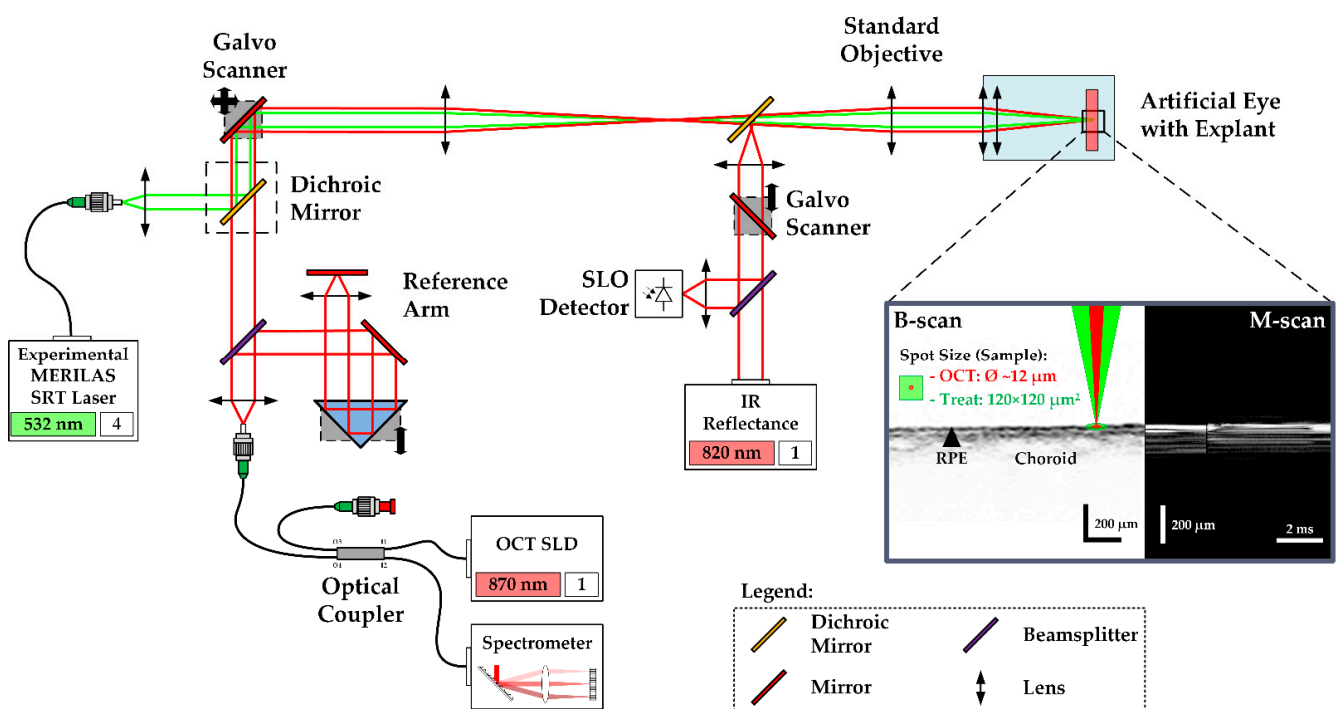 Galvo
Scanner
Standard
Objective
Artificial Eye
with Explant
Dichroic
Mirror
Galvo
Scanner
SLO
Detector
Reference
Arm
Experimental
MERILAS
SRT Laser
532 nm 4
IR
Reflectance
820 nm 1
B-scan
M-scan
Spot Size (Sample):
- OCT: Ø ~12 µm
- Treat: 120×120 µm²
RPE
Choroid
200 µm
200 µm
2 ms
O3 I1
O4 I2
Optical
Coupler
OCT SLD
870 nm 1
Spectrometer
Legend:
Dichroic
Mirror
Beamsplitter
Mirror
Lens